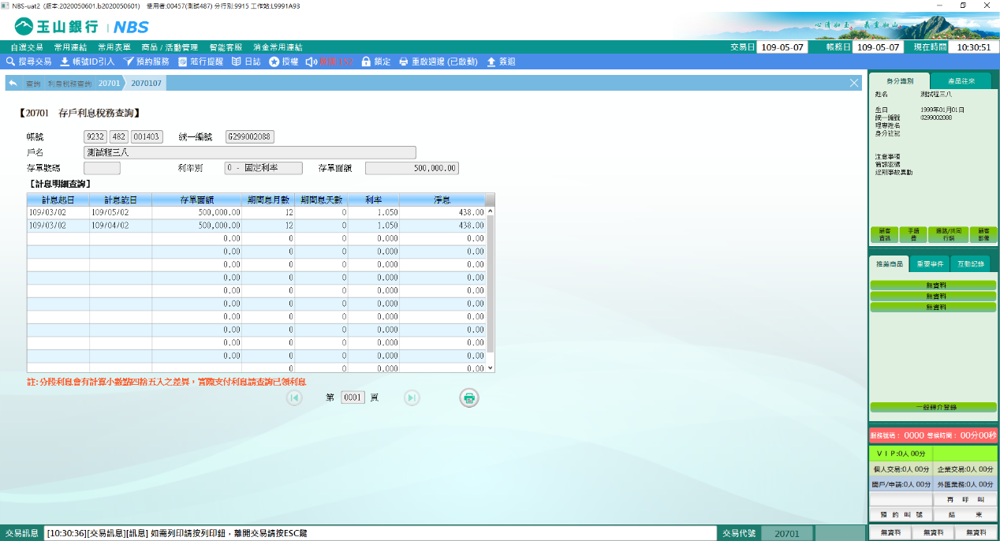 NBS-uat2 (版本:2020050601.b2020050601) 使用者:00457(測試487) 分行別:9915 工作站:L9991A93
玉山銀行 NBS
心清如玉，義重如山
自選交易 常用連結 常用表單 商品 / 活動管理 智能客服 消金常用連結 交易日 109-05-07 帳務日 109-05-07 現在時間 10:30:51
搜尋交易 帳號ID引入 預約服務 蒞行提醒 日誌 授權 鎖定 重啟週邊 (已啟動) 簽退
查詢 利息稅務查詢 20701 2070107
【20701 存戶利息稅務查詢】
帳號 9232 482 001403 統一編號 G299002088
戶名 測試程三八
存單號碼 利率別 0 - 固定利率 存單面額 500,000.00
【計息明細查詢】
計息起日 計息訖日 存單面額 期間息月數 期間息天數 利率 淨息
109/03/02 109/05/02 500,000.00 12 0 1.050 438.00
109/03/02 109/04/02 500,000.00 12 0 1.050 438.00
0.00 0 0 0.000 0.00
0.00 0 0 0.000 0.00
0.00 0 0 0.000 0.00
0.00 0 0 0.000 0.00
0.00 0 0 0.000 0.00
0.00 0 0 0.000 0.00
0.00 0 0 0.000 0.00
0.00 0 0 0.000 0.00
0.00 0 0 0.000 0.00
0.00 0 0 0.000 0.00
0 0 0.000 0.00
註:分段利息會有計算小數點四捨五入之差異，實際支付利息請查詢已領利息
第 0001 頁
身分識別 產品往來
姓名 測試程三八
生日 1999年01月01日
統一編號 G299002088
理專姓名
身分註記
注意事項
簡訊密碼
近期事故異動
顧客資訊 手續費 通路/共同行銷 顧客影像
推薦商品 重要事件 互動記錄
無資料
無資料
無資料
一般轉介登錄
服務號碼： 0000 等候時間： 00分00秒
ＶＩＰ:0人 00分
個人交易:0人 00分 企業交易:0人 00分
開戶/申請:0人 00分 外匯業務:0人 00分
再 呼 叫
預 約 叫 號 結 束
無資料 無資料 無資料
交易訊息 [10:30:36][交易訊息][訊息] 如需列印請按列印鈕，離開交易請按ESC鍵 交易代號 20701